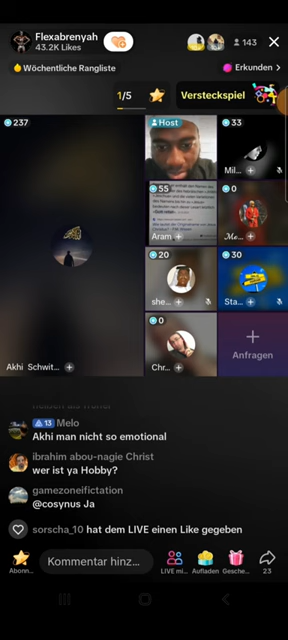 Flexabrenyah
43.2K Likes
143
Wöchentliche Rangliste
Erkunden >
1/5
Versteckspiel
237
Host
33
Mil...
55
Aram
0
Me...
20
she...
30
Sta...
0
Akhi Schwit...
Chr...
Anfragen
13 Melo
Akhi man nicht so emotional
ibrahim abou-nagie Christ
wer ist ya Hobby?
gamezoneifictation
@cosynus Ja
sorscha_10 hat dem LIVE einen Like gegeben
Kommentar hinz...
Abonn...
LIVE mi...
Aufladen
Gesche...
23